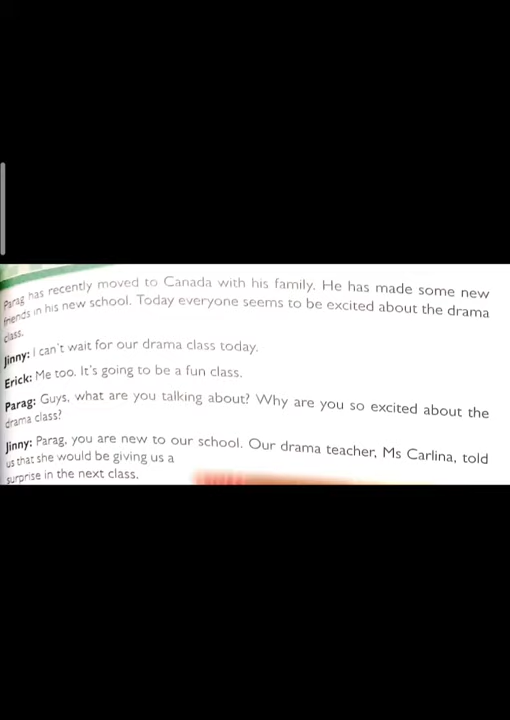 Parag has recently moved to Canada with his family. He has made some new
friends in his new school. Today everyone seems to be excited about the drama
class.
Jinny: I can't wait for our drama class today.
Erick: Me too. It's going to be a fun class.
Parag: Guys, what are you talking about? Why are you so excited about the
drama class?
Jinny: Parag, you are new to our school. Our drama teacher, Ms Carlina, told
us that she would be giving us a
surprise in the next class.